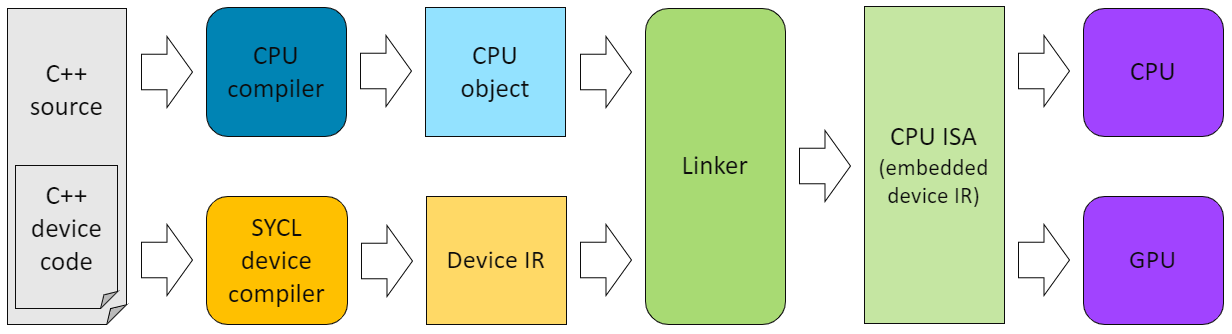 C++
source
C++
device
code
CPU
compiler
SYCL
device
compiler
CPU
object
Device IR
Linker
CPU ISA
(embedded
device IR)
CPU
GPU